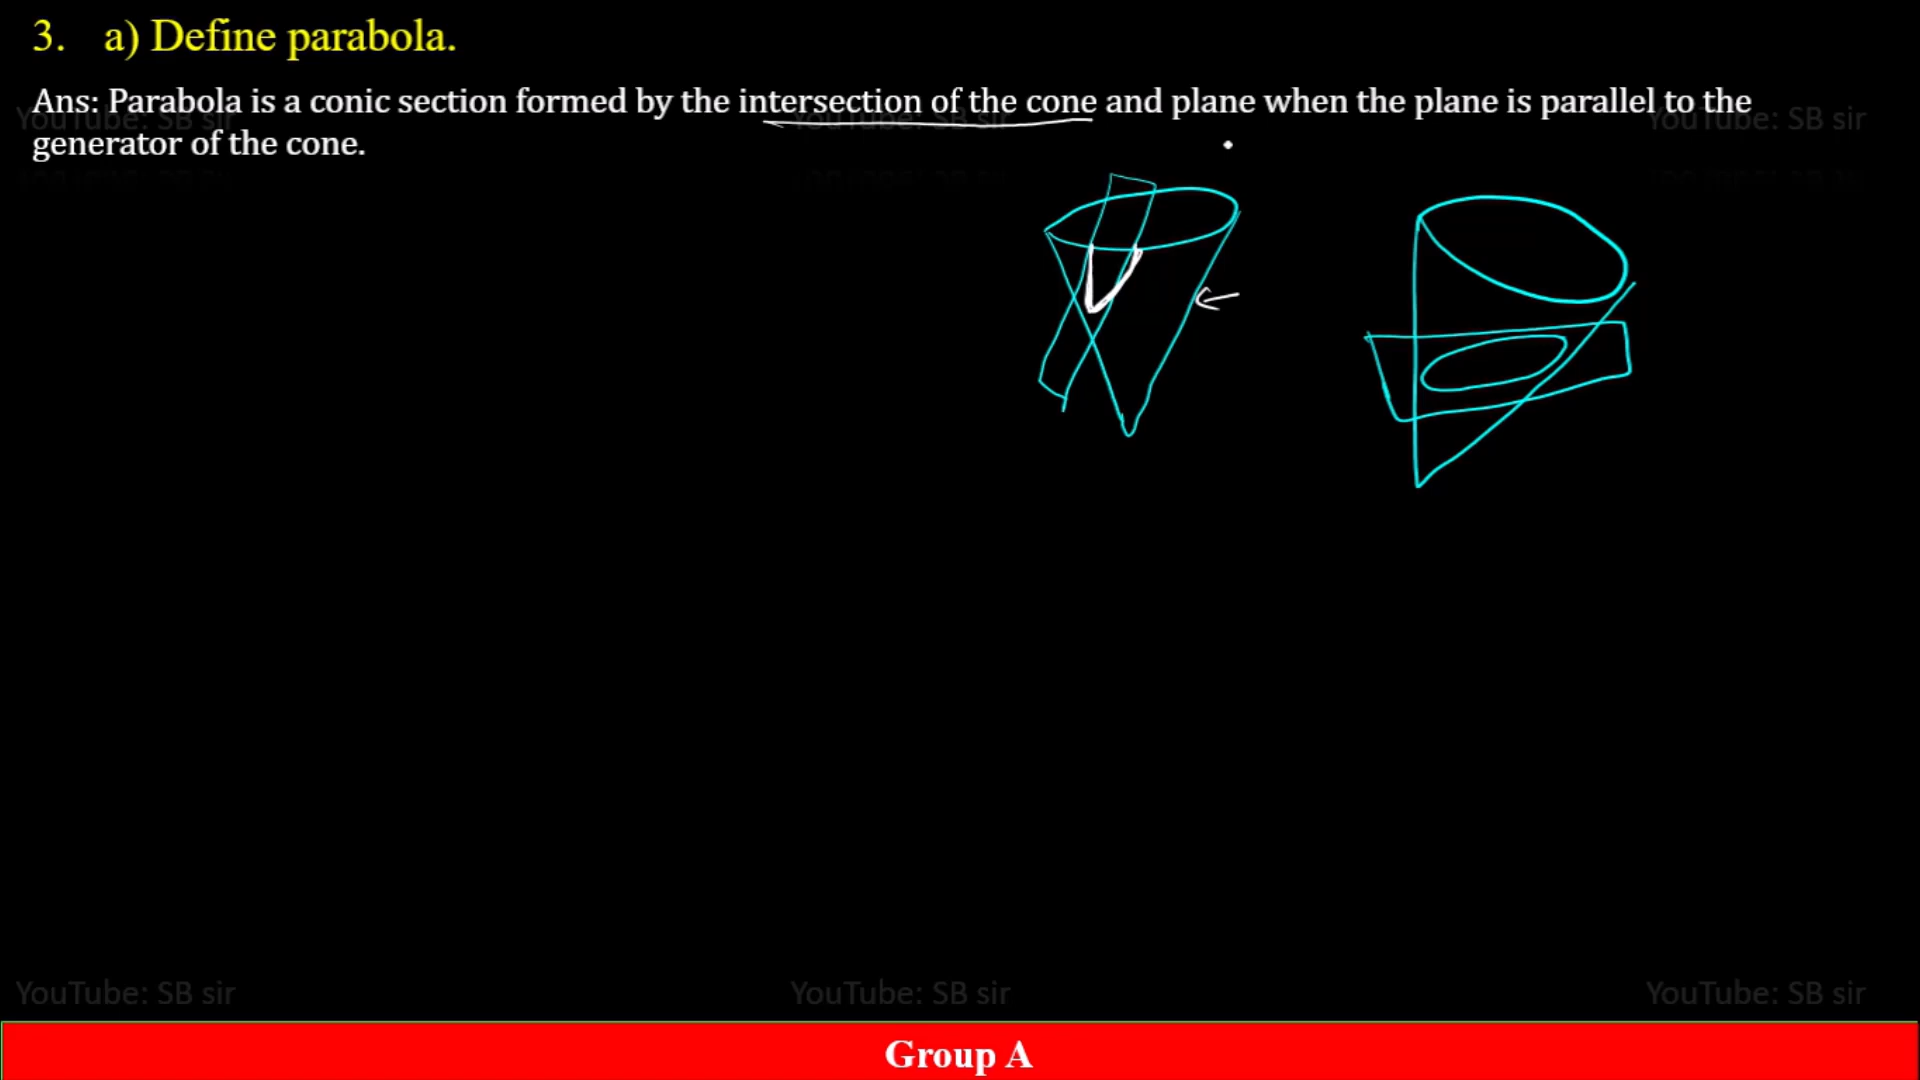 3. a) Define parabola.
Ans: Parabola is a conic section formed by the intersection of the cone and plane when the plane is parallel to the
generator of the cone.
YouTube: SB sir YouTube: SB sir YouTube: SB sir
YouTube: SB sir YouTube: SB sir YouTube: SB sir
Group A